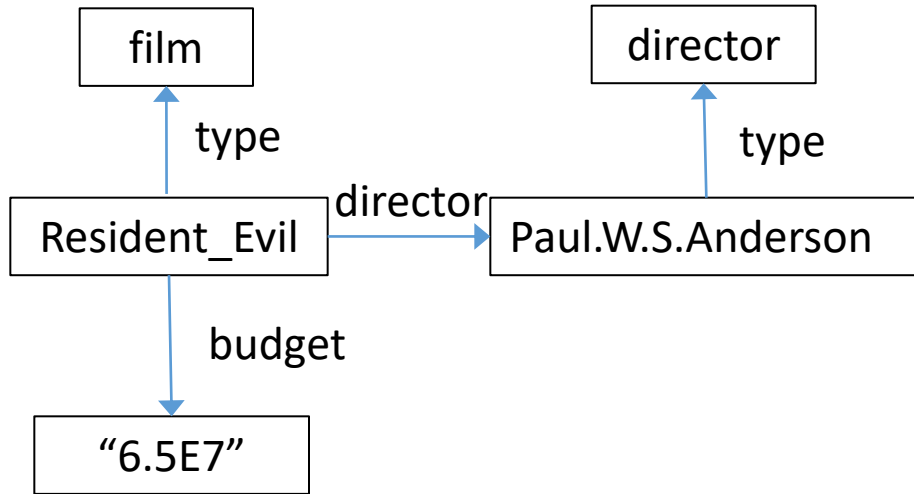 film
director
type
type
director
Resident_Evil
Paul.W.S.Anderson
budget
“6.5E7”